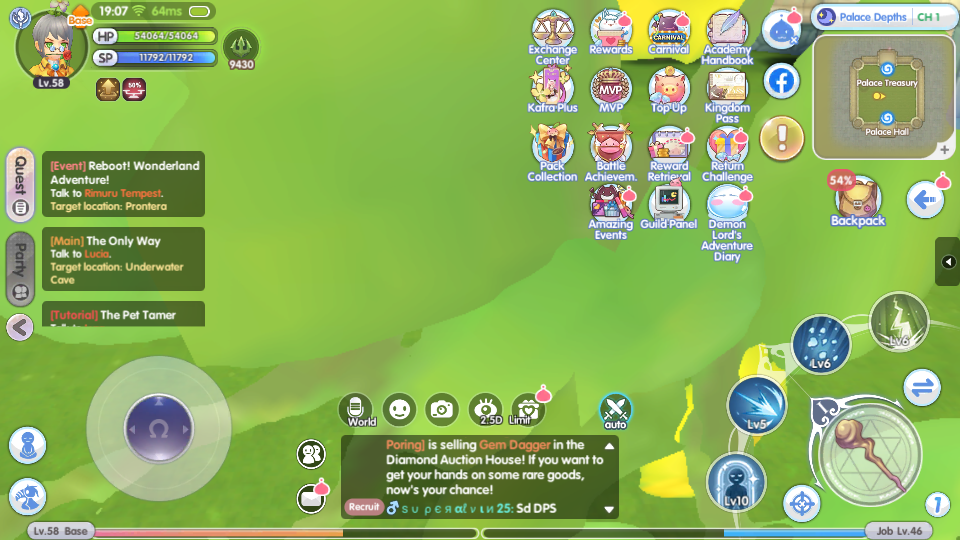 19:07
64ms
Base
HP 54064/54064
SP 11792/11792
Lv.58
9430
50%
Exchange Center
Rewards
CARNIVAL
Carnival
Academy Handbook
Kafra Plus
MVP
MVP
Top Up
Kingdom Pass
Pack Collection
Battle Achievem.
Reward Retrieval
Return Challenge
Amazing Events
Guild Panel
Demon Lord's Adventure Diary
Palace Depths CH 1
Palace Treasury
Palace Hall
54%
Backpack
Quest
[Event] Reboot! Wonderland
Adventure!
Talk to Rimuru Tempest.
Target location: Prontera
Party
[Main] The Only Way
Talk to Lucia.
Target location: Underwater
Cave
[Tutorial] The Pet Tamer
Lv6
Lv6
Lv5
Lv10
World
2.5D
Limit
auto
Poring] is selling Gem Dagger in the
Diamond Auction House! If you want to
get your hands on some rare goods,
now's your chance!
Recruit ѕυρєяαℓνιи25: Sd DPS
1
Lv.58 Base
Job Lv.46